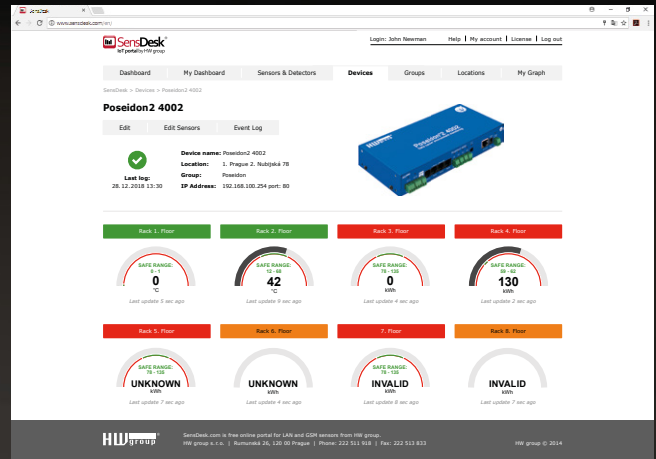 SensDesk
www.sensdesk.com/en/
SensDesk
IoT portal by HW group
Login: John Newman Help | My account | License | Log out
Dashboard My Dashboard Sensors & Detectors Devices Groups Locations My Graph
SensDesk > Devices > Poseidon2 4002
Poseidon2 4002
Edit Edit Sensors Event Log
Device name: Poseidon2 4002
Location: 1. Prague 2. Nubijská 78
Group: Poseidon
IP Address: 192.168.100.254 port: 80
Last log:
28.12.2018 13:30
Poseidon2 4002
Rack 1. Floor Rack 2. Floor Rack 3. Floor Rack 4. Floor
SAFE RANGE: SAFE RANGE: SAFE RANGE: SAFE RANGE:
0 - 1 12 - 60 78 - 135 59 - 62
0 42 0 130
°C °C kWh kWh
Last update 5 sec ago Last update 9 sec ago Last update 4 sec ago Last update 2 sec ago
Rack 5. Floor Rack 6. Floor 7. Floor Rack 8. Floor
SAFE RANGE: SAFE RANGE:
78 - 135 78 - 135
UNKNOWN UNKNOWN INVALID INVALID
kWh kWh kWh kWh
Last update 7 sec ago Last update 4 sec ago Last update 8 sec ago Last update 7 sec ago
HW group
SensDesk.com is free online portal for LAN and GSM sensors from HW group.
HW group s.r.o. | Rumunská 26, 120 00 Prague | Phone: 222 511 918 | Fax: 222 513 833
HW group © 2014